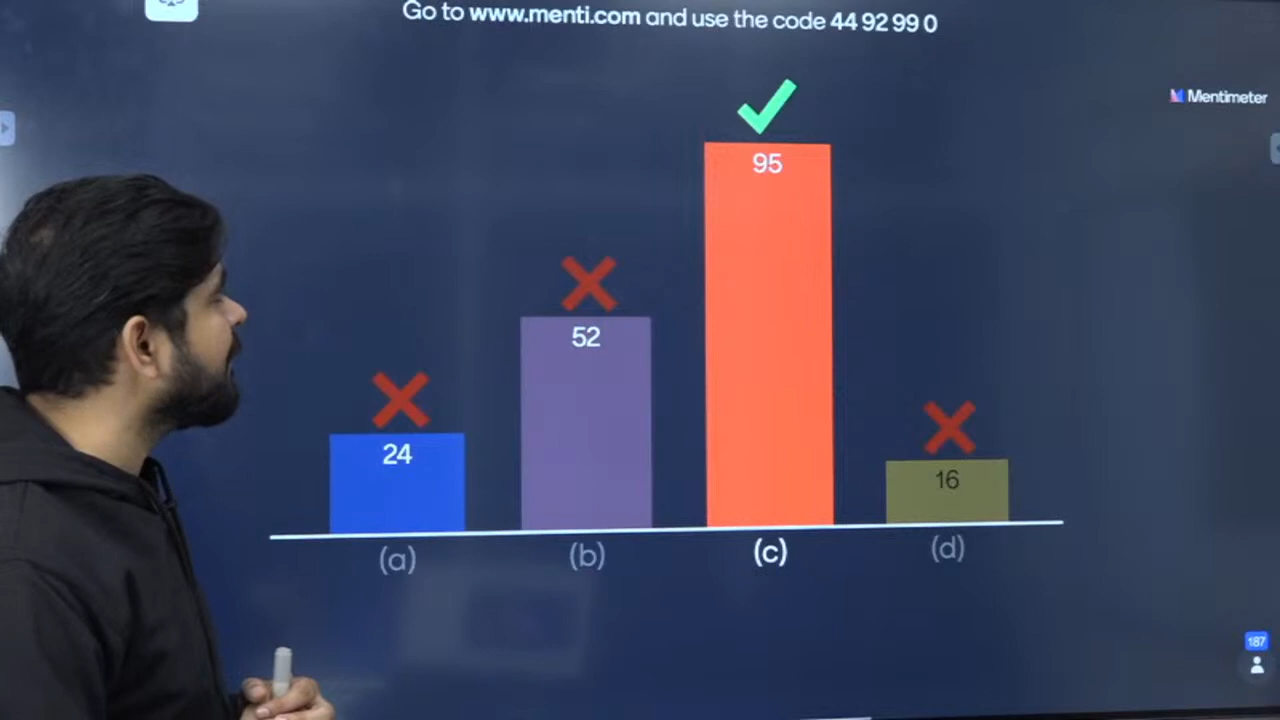 Go to www.menti.com and use the code 44 92 99 0
Mentimeter
95
52
24
16
(a) (b) (c) (d)
187